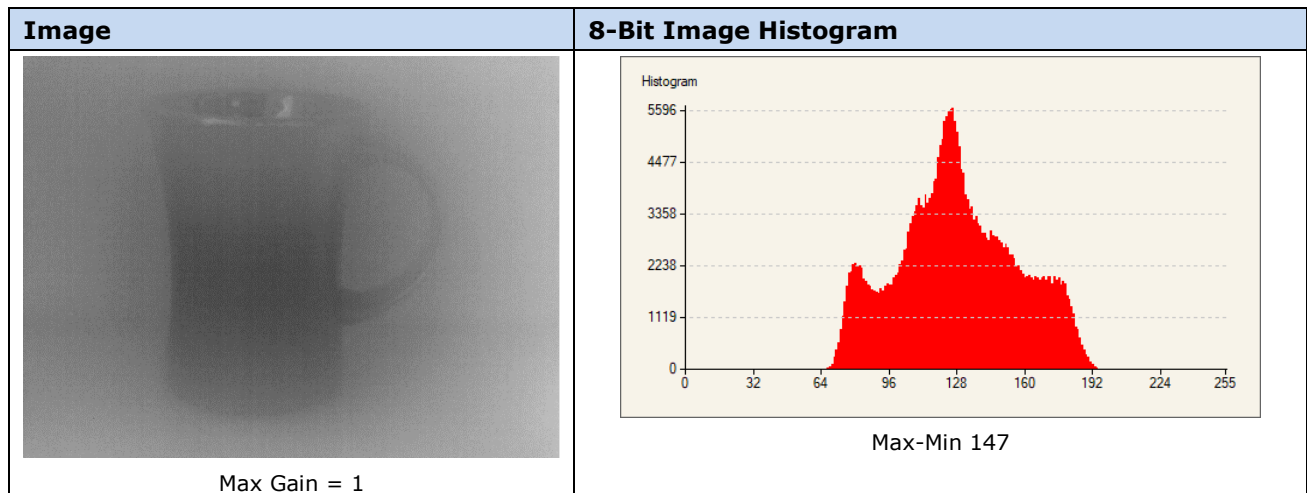 Image
8-Bit Image Histogram
Histogram
5596
4477
3358
2238
1119
0
0 32 64 96 128 160 192 224 255
Max-Min 147
Max Gain = 1